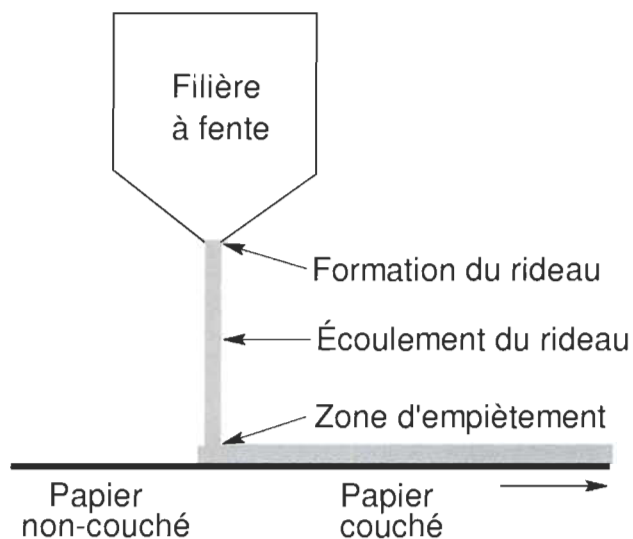 Filière
à fente
Formation du rideau
Écoulement du rideau
Zone d'empiètement
Papier
non-couché
Papier
couché